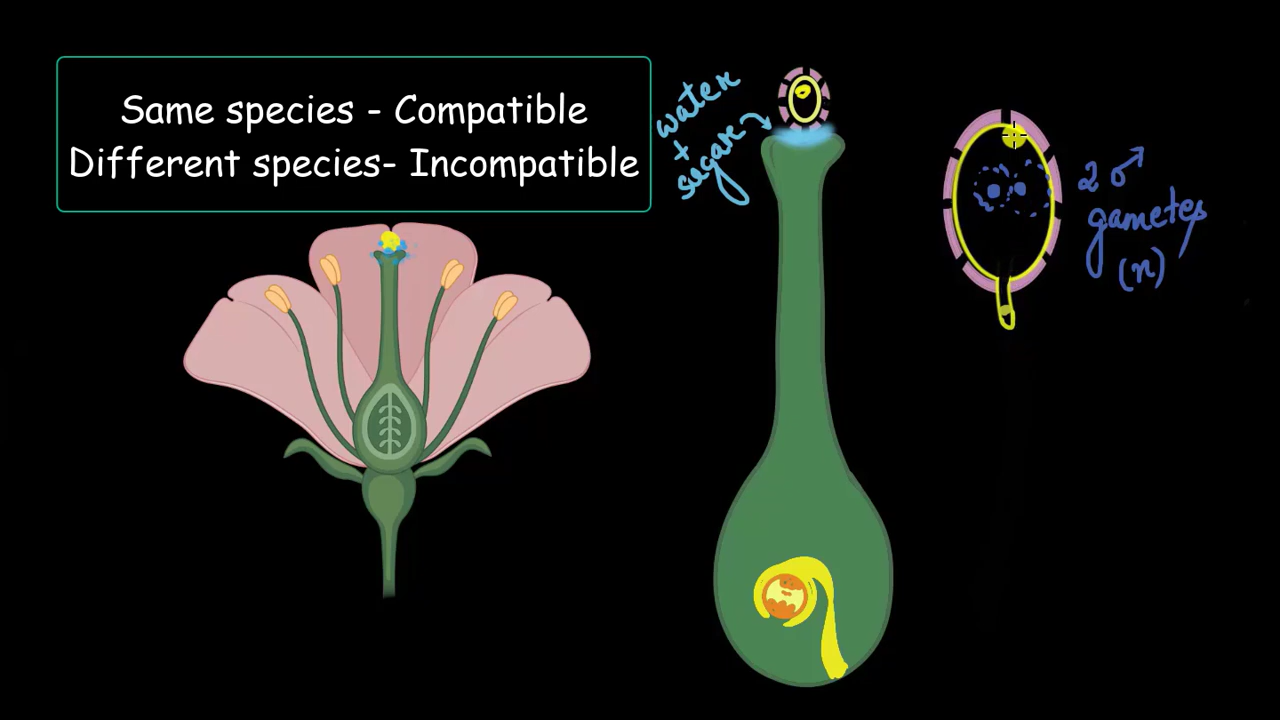 Same species - Compatible
Different species- Incompatible
water
+
sugar
2 ♂
gametes
(n)